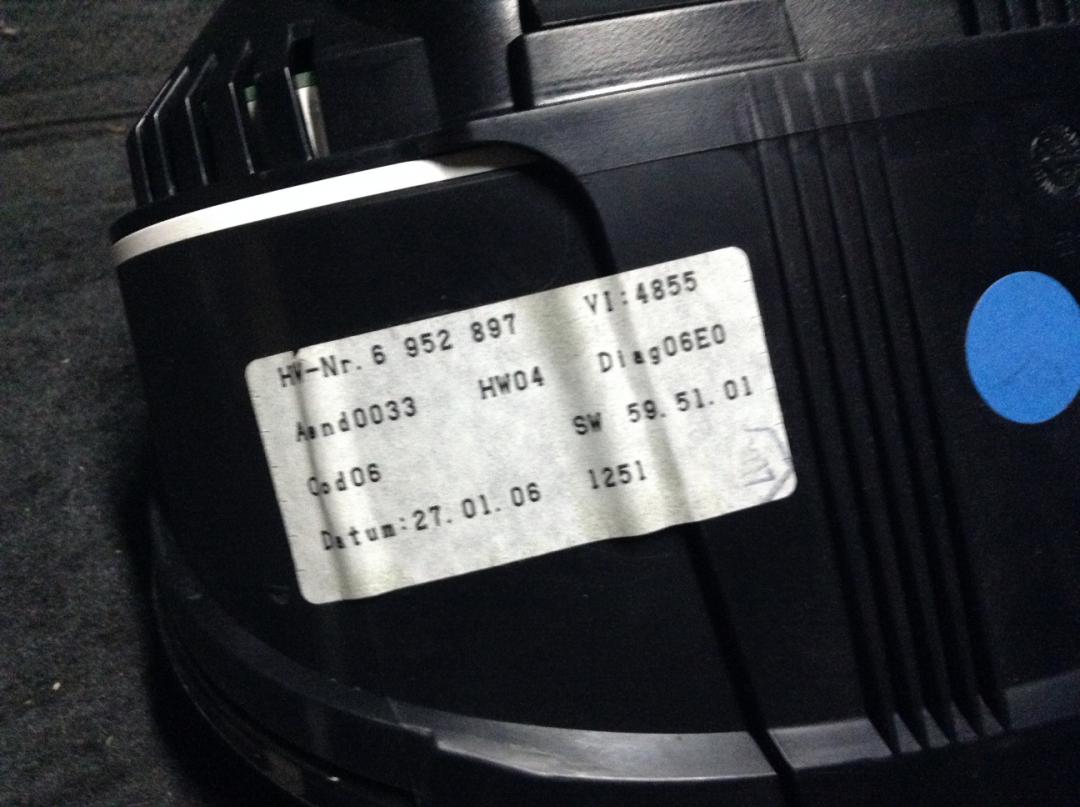 HW-Nr. 6 952 897 VI:4855
Aend0033 HW04 Diag06E0
Cod06 SW 59.51.01
Datum:27.01.06 1251